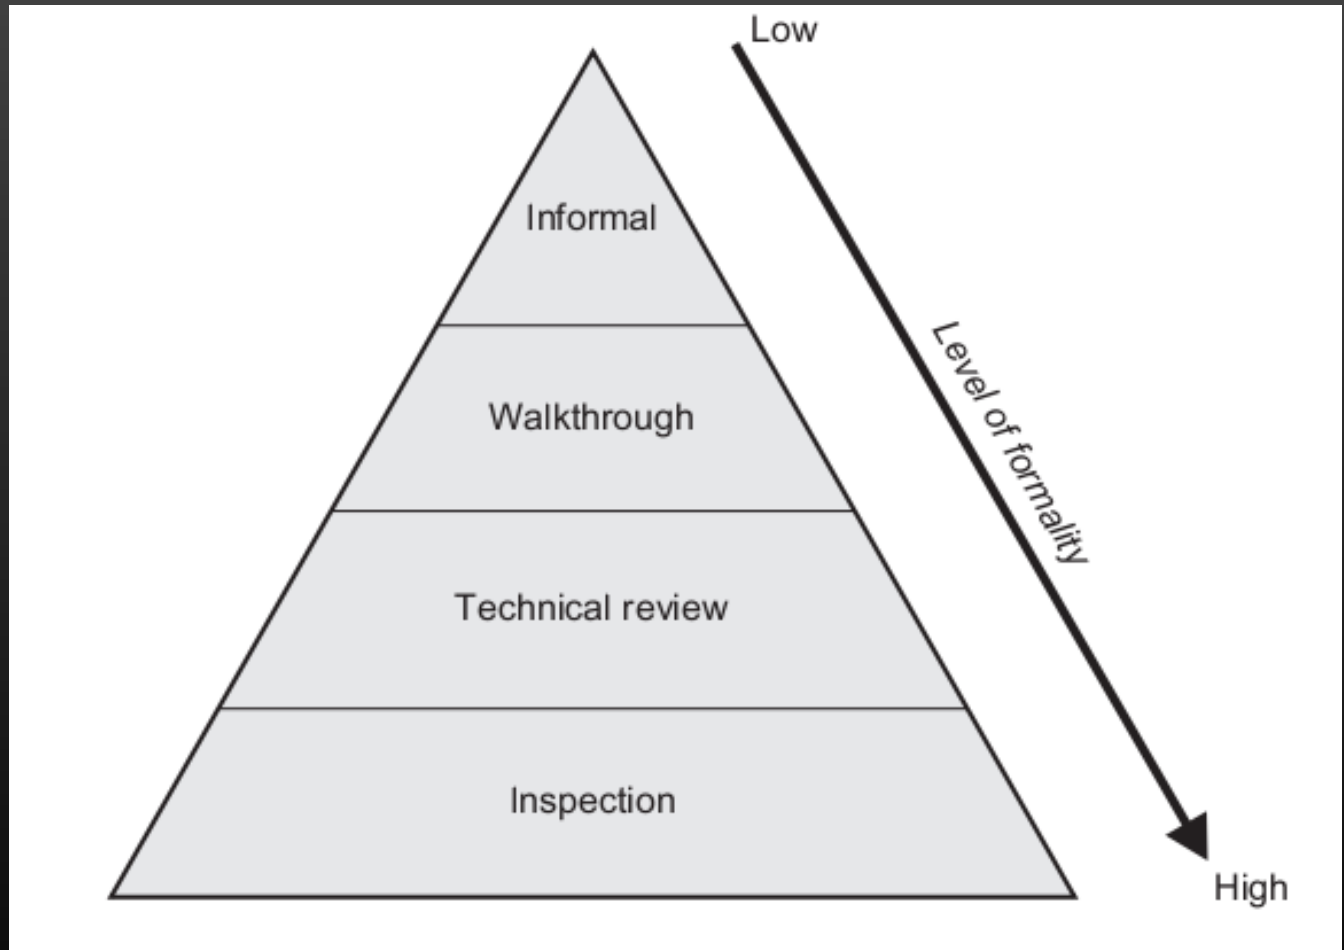 Low
Informal
Walkthrough
Level of formality
Technical review
Inspection
High